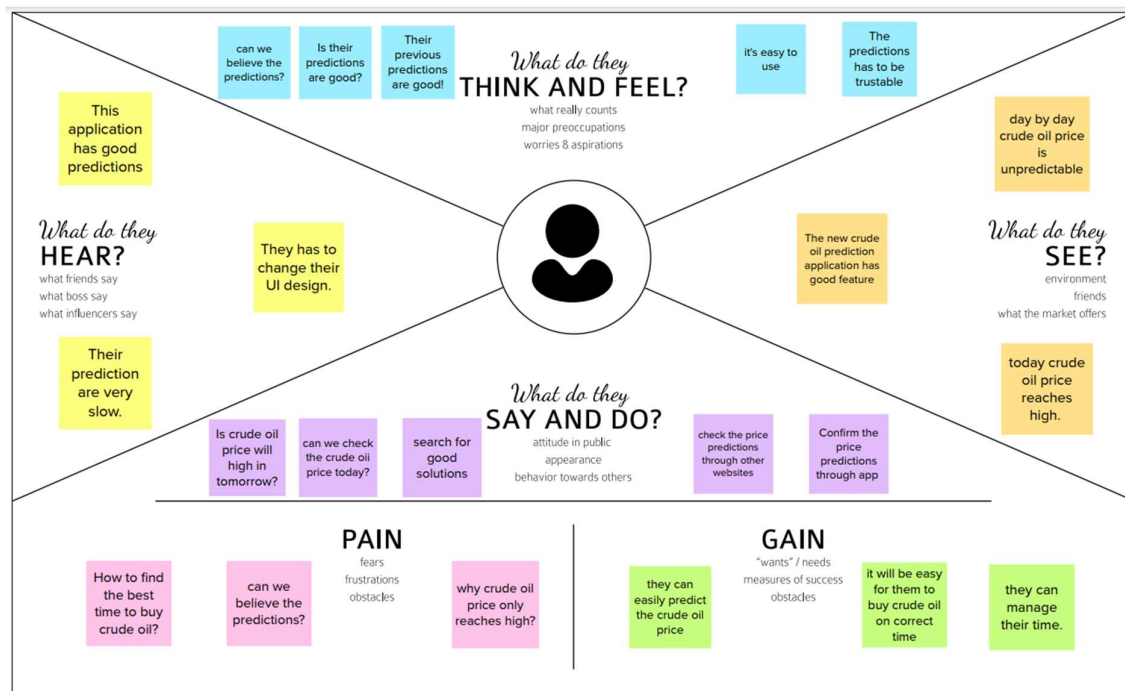 can we
believe the
predictions?
Is their
predictions
are good?
Their
previous
predictions
are good!
What do they
THINK AND FEEL?
what really counts
major preoccupations
worries & aspirations
it's easy to
use
The
predictions
has to be
trustable
This
application
has good
predictions
What do they
HEAR?
what friends say
what boss say
what influencers say
They has to
change their
UI design.
Their
prediction
are very
slow.
day by day
crude oil price
is
unpredictable
The new crude
oil prediction
application has
good feature
What do they
SEE?
environment
friends
what the market offers
today crude
oil price
reaches
high.
What do they
SAY AND DO?
attitude in public
appearance
behavior towards others
Is crude oil
price will
high in
tomorrow?
can we check
the crude oil
price today?
search for
good
solutions
check the price
predictions
through other
websites
Confirm the
price
predictions
through app
PAIN
fears
frustrations
obstacles
How to find
the best
time to buy
crude oil?
can we
believe the
predictions?
why crude oil
price only
reaches high?
GAIN
"wants" / needs
measures of success
obstacles
they can
easily predict
the crude oil
price
it will be easy
for them to
buy crude oil
on correct
time
they can
manage
their time.